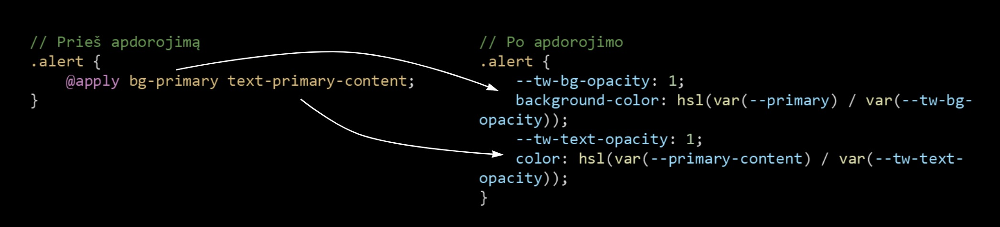 // Prieš apdorojimą
.alert {
    @apply bg-primary text-primary-content;
}
// Po apdorojimo
.alert {
    --tw-bg-opacity: 1;
    background-color: hsl(var(--primary) / var(--tw-bg-
opacity));
    --tw-text-opacity: 1;
    color: hsl(var(--primary-content) / var(--tw-text-
opacity));
}